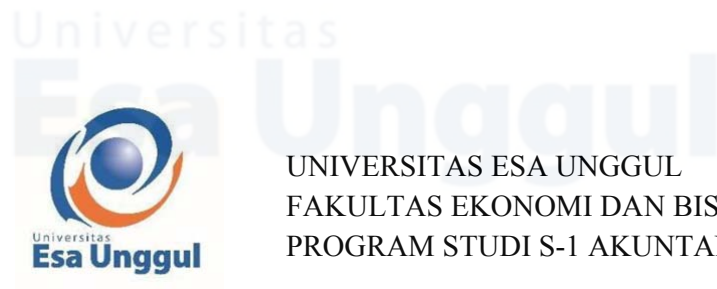 Universitas
Esa Unggul
Universitas
Esa Unggul
UNIVERSITAS ESA UNGGUL
FAKULTAS EKONOMI DAN BIS
PROGRAM STUDI S-1 AKUNTA